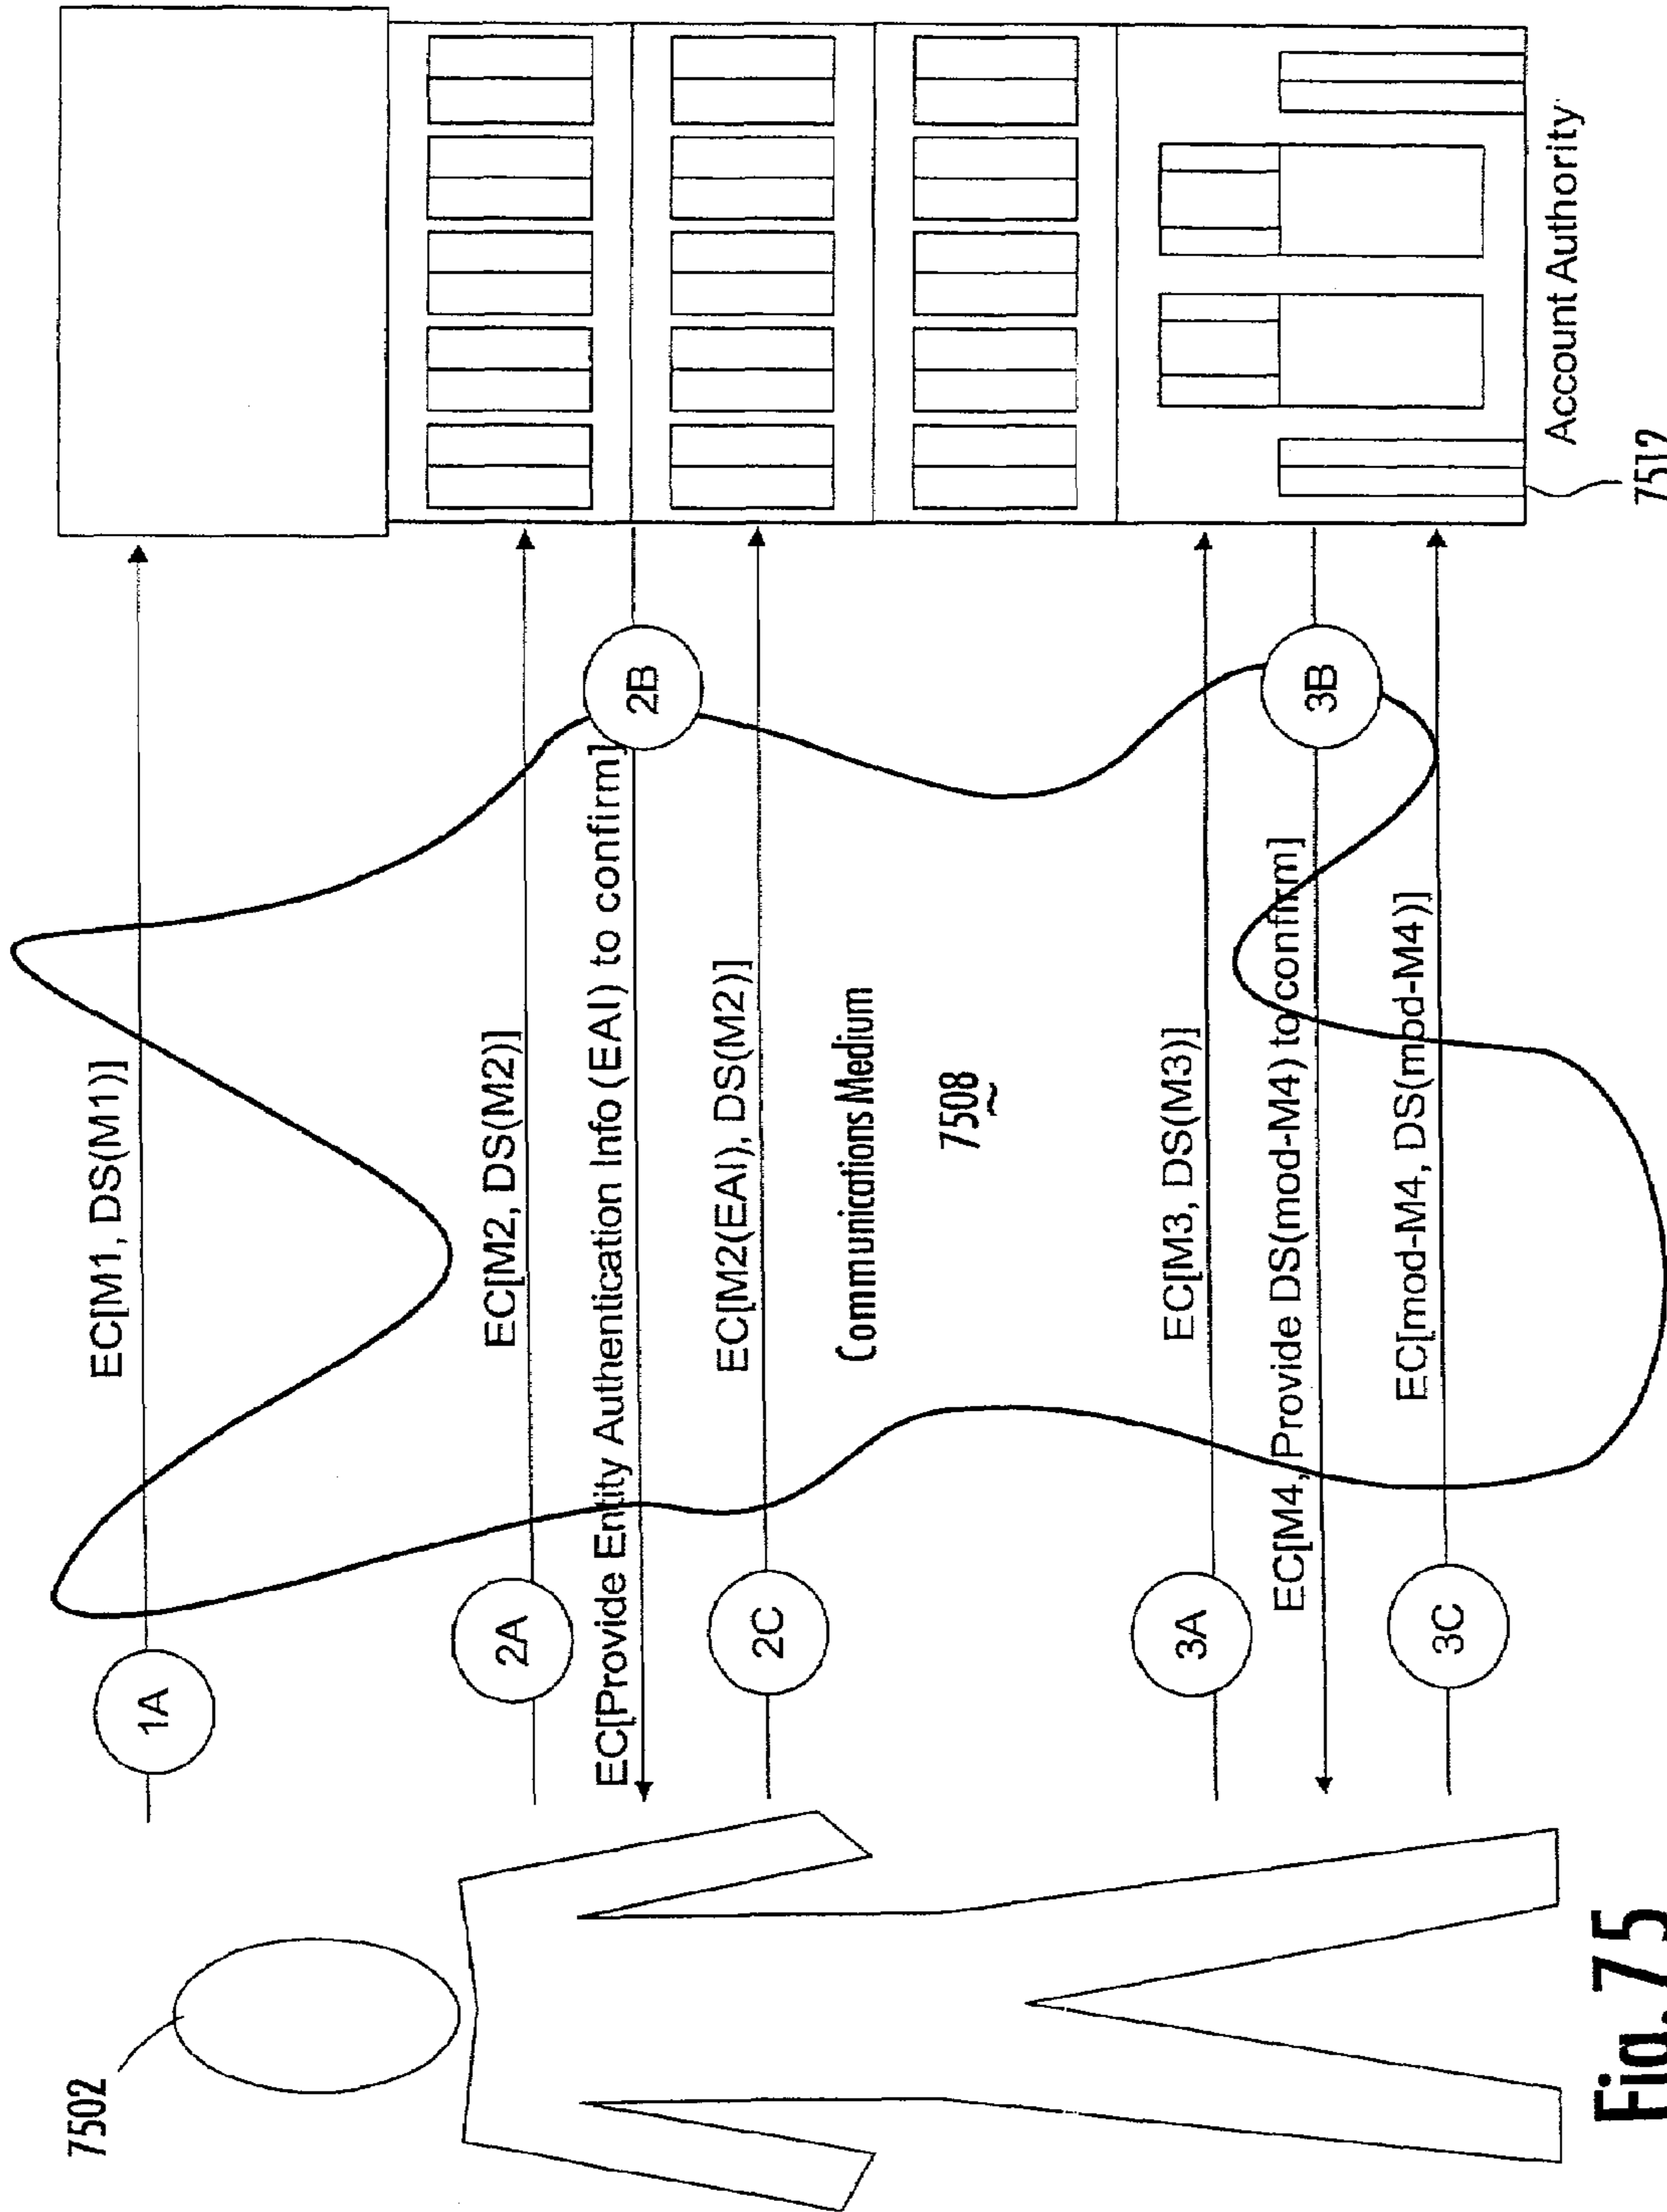 7502
1A
EC[M1, DS(M1)]
2A
EC[M2, DS(M2)]
2B
EC[Provide Entity Authentication Info (EAI) to confirm]
2C
EC[M2(EAI), DS(M2)]
Communications Medium
7508
3A
EC[M3, DS(M3)]
3B
EC[M4, Provide DS(mod-M4) to confirm]
3C
EC[mod-M4, DS(mod-M4)]
Account Authority
7512
Fig. 75